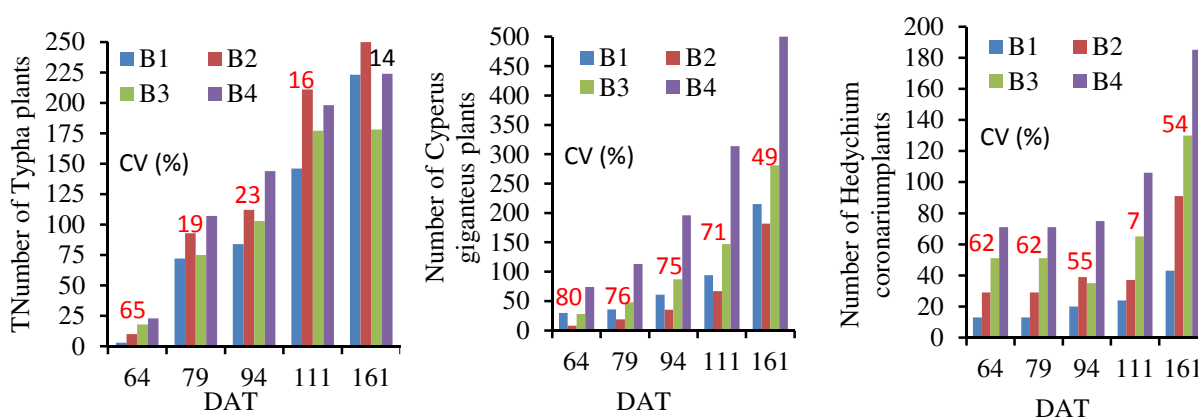 TNumber of Typha plants
250
225
200
175
150
125
100
75
50
25
0
B1 B2
B3 B4
CV (%)
65
19
23
16
14
64 79 94 111 161
DAT
Number of Cyperus
giganteus plants
500
450
400
350
300
250
200
150
100
50
0
B1 B2
B3 B4
CV (%)
80
76
75
71
49
64 79 94 111 161
DAT
Number of Hedychium
coronariumplants
200
180
160
140
120
100
80
60
40
20
0
B1 B2
B3 B4
CV (%)
62
62
55
7
54
64 79 94 111 161
DAT